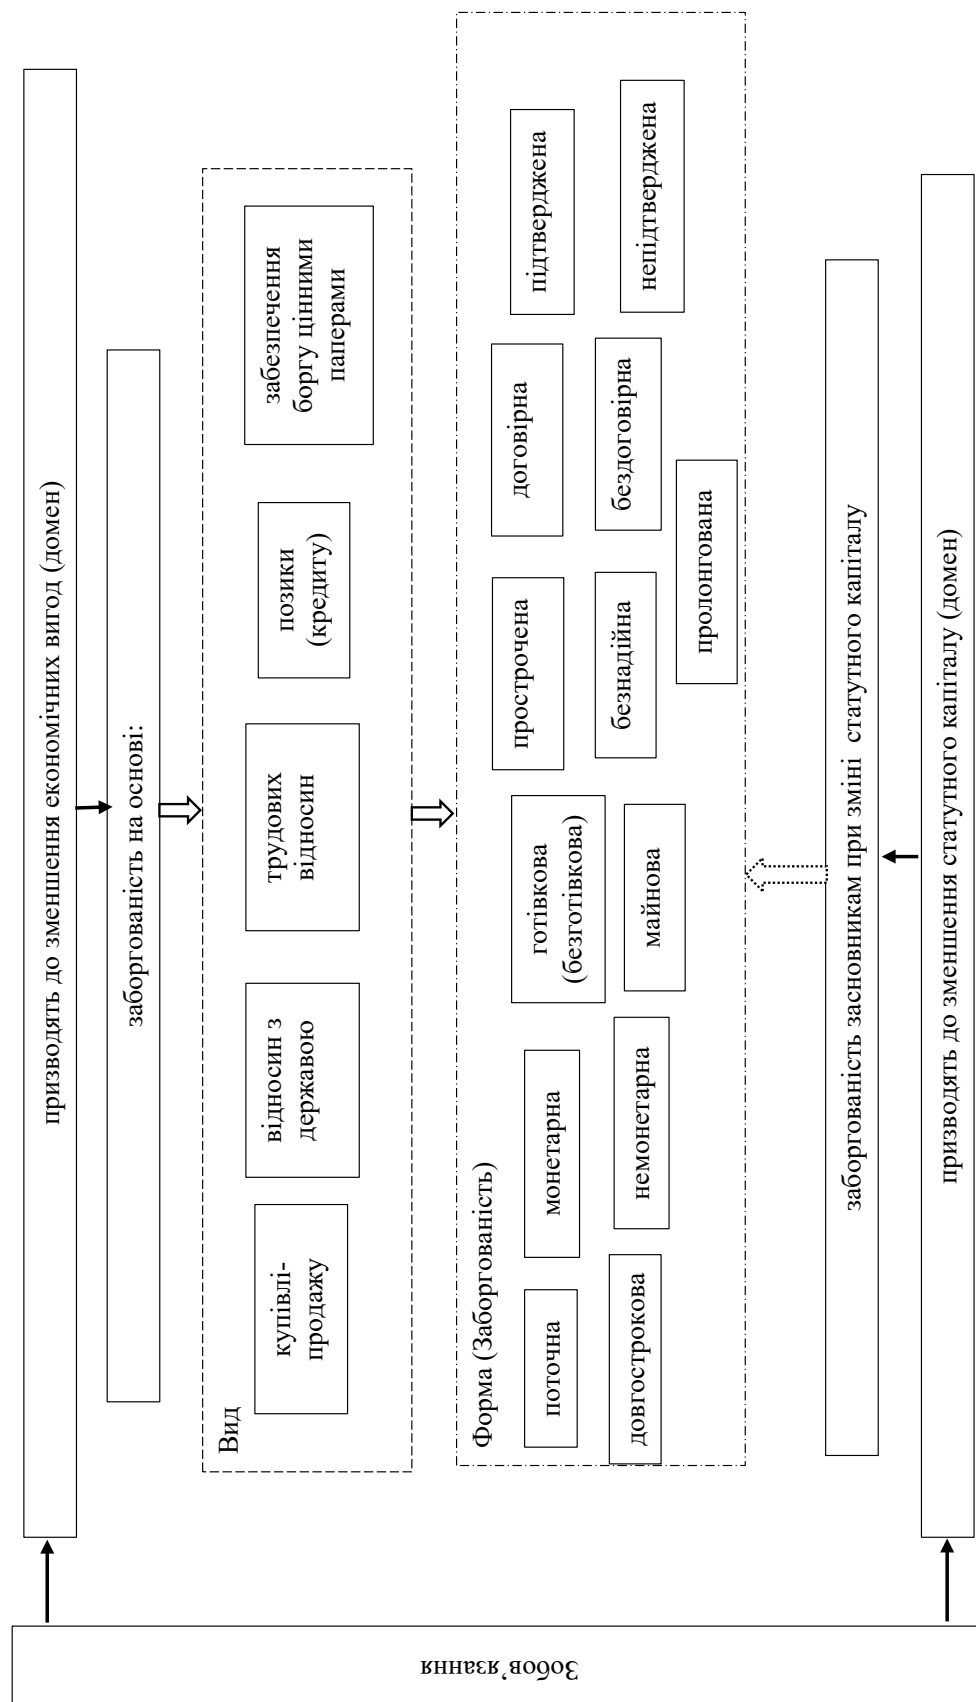 Зобов’язання
призводять до зменшення економічних вигод (домен)
заборгованість на основі:
Вид
купівлі-
продажу
відносин з
державою
трудових
відносин
позики
(кредиту)
забезпечення
боргу цінними
паперами
Форма (Заборгованість)
поточна
монетарна
готівкова
(безготівкова)
прострочена
договірна
підтверджена
довгострокова
немонетарна
майнова
безнадійна
бездоговірна
непідтверджена
пролонгована
заборгованість засновникам при зміні статутного капіталу
призводять до зменшення статутного капіталу (домен)